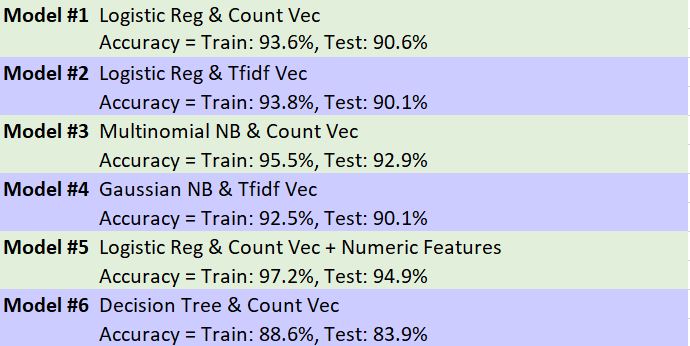 Model #1 Logistic Reg & Count Vec
Accuracy = Train: 93.6%, Test: 90.6%
Model #2 Logistic Reg & Tfidf Vec
Accuracy = Train: 93.8%, Test: 90.1%
Model #3 Multinomial NB & Count Vec
Accuracy = Train: 95.5%, Test: 92.9%
Model #4 Gaussian NB & Tfidf Vec
Accuracy = Train: 92.5%, Test: 90.1%
Model #5 Logistic Reg & Count Vec + Numeric Features
Accuracy = Train: 97.2%, Test: 94.9%
Model #6 Decision Tree & Count Vec
Accuracy = Train: 88.6%, Test: 83.9%